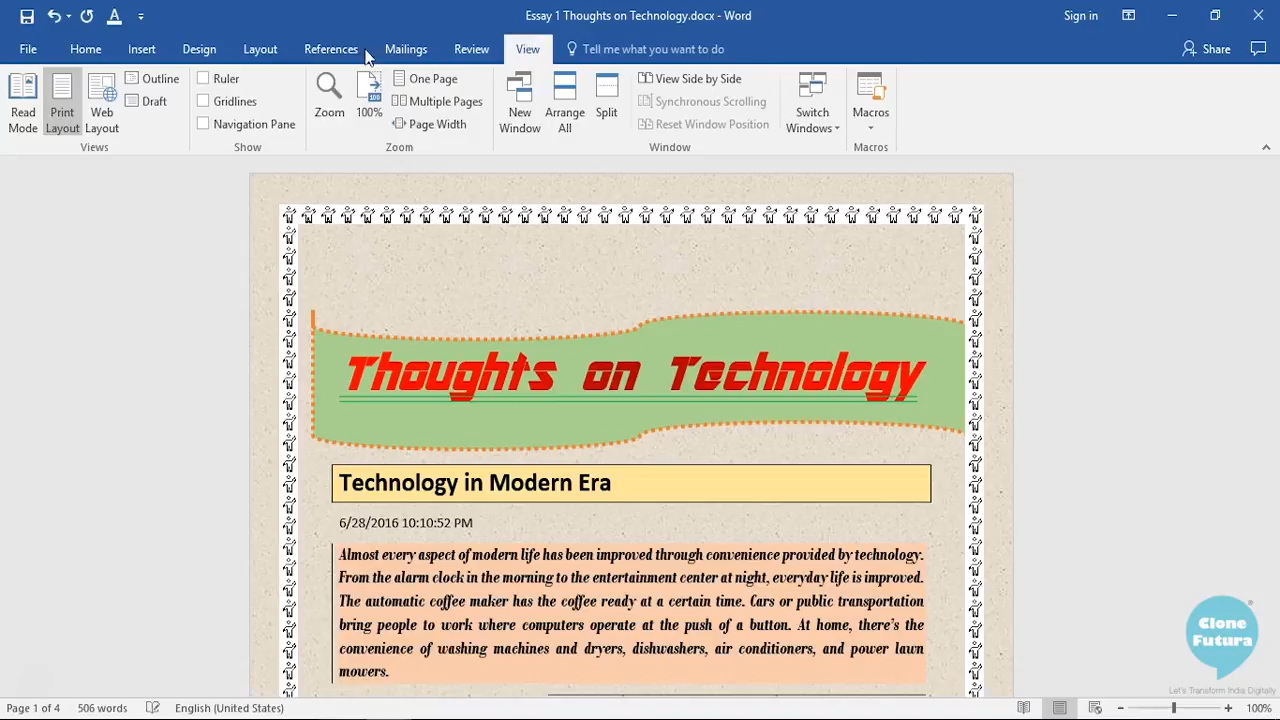 Essay 1 Thoughts on Technology.docx - Word
Sign in
File Home Insert Design Layout References Mailings Review View Tell me what you want to do Share
Read Mode
Print Layout
Web Layout
Outline
Draft
Views
Ruler
Gridlines
Navigation Pane
Show
Zoom
100
100%
One Page
Multiple Pages
Page Width
Zoom
New Window
Arrange All
Split
View Side by Side
Synchronous Scrolling
Reset Window Position
Window
Switch Windows
Macros
Macros
Thoughts on Technology
Technology in Modern Era
6/28/2016 10:10:52 PM
Almost every aspect of modern life has been improved through convenience provided by technology.
From the alarm clock in the morning to the entertainment center at night, everyday life is improved.
The automatic coffee maker has the coffee ready at a certain time. Cars or public transportation
bring people to work where computers operate at the push of a button. At home, there's the
convenience of washing machines and dryers, dishwashers, air conditioners, and power lawn
mowers.
Clone
Futura
®
Let's Transform India Digitally
Page 1 of 4 506 words English (United States) 100%